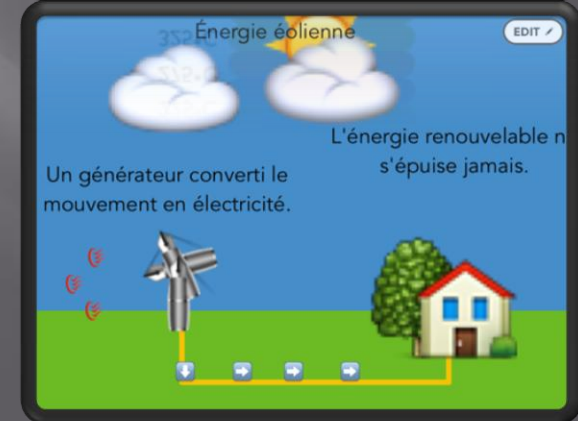 Énergie éolienne
EDIT
L'énergie renouvelable n
s'épuise jamais.
Un générateur converti le
mouvement en électricité.